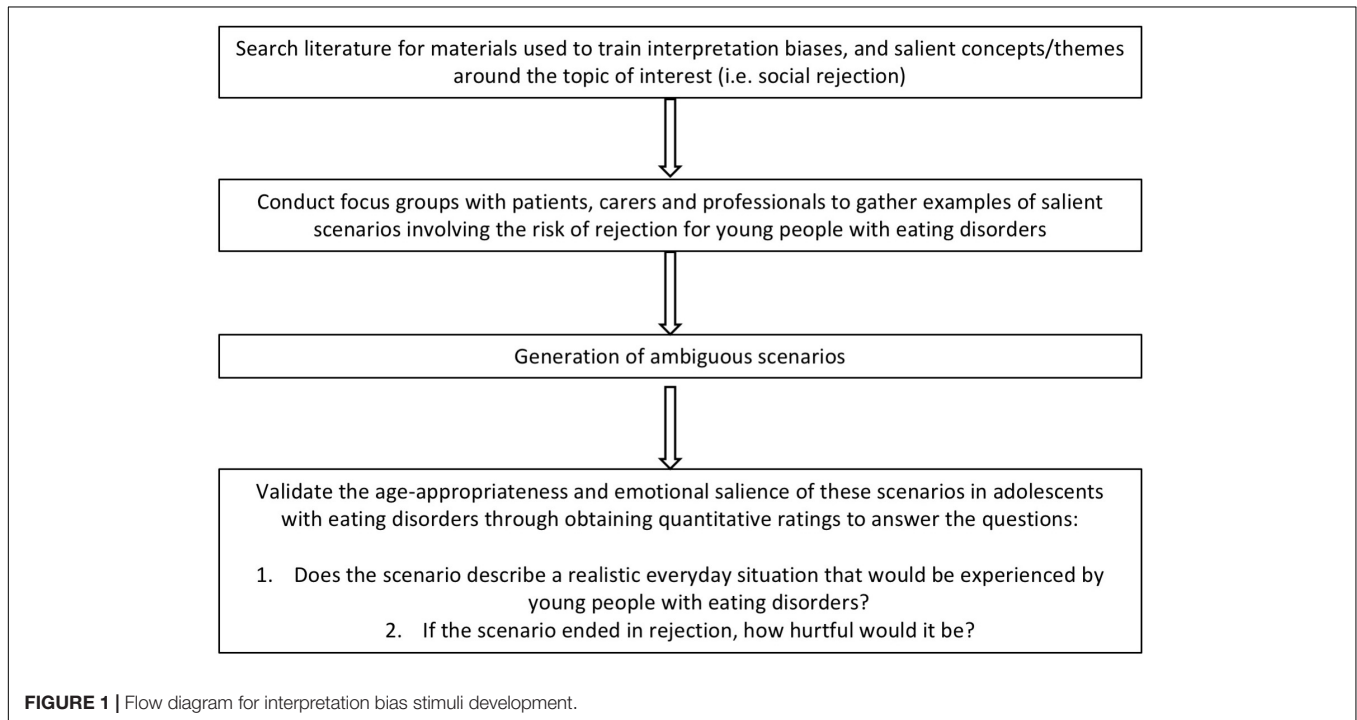 Search literature for materials used to train interpretation biases, and salient concepts/themes
around the topic of interest (i.e. social rejection)
Conduct focus groups with patients, carers and professionals to gather examples of salient
scenarios involving the risk of rejection for young people with eating disorders
Generation of ambiguous scenarios
Validate the age-appropriateness and emotional salience of these scenarios in adolescents
with eating disorders through obtaining quantitative ratings to answer the questions:
1. Does the scenario describe a realistic everyday situation that would be experienced by
young people with eating disorders?
2. If the scenario ended in rejection, how hurtful would it be?
FIGURE 1 | Flow diagram for interpretation bias stimuli development.